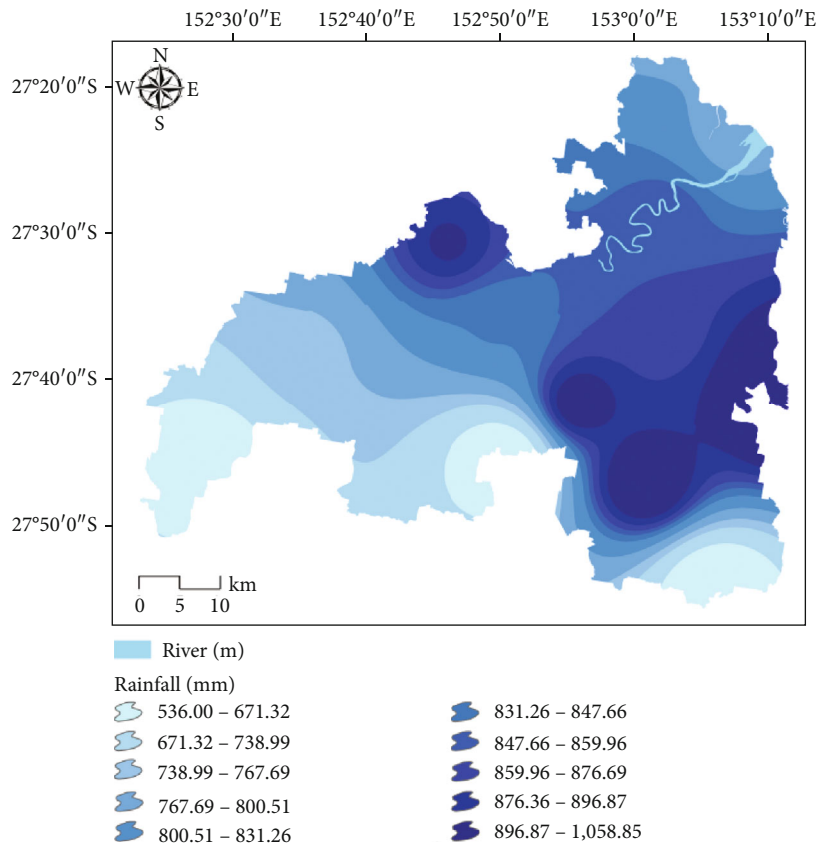 152°30′0″E 152°40′0″E 152°50′0″E 153°0′0″E 153°10′0″E
N
W E
S
27°20′0″S
27°30′0″S
27°40′0″S
27°50′0″S
km
0 5 10
River (m)
Rainfall (mm)
536.00 – 671.32
671.32 – 738.99
738.99 – 767.69
767.69 – 800.51
800.51 – 831.26
831.26 – 847.66
847.66 – 859.96
859.96 – 876.69
876.36 – 896.87
896.87 – 1,058.85